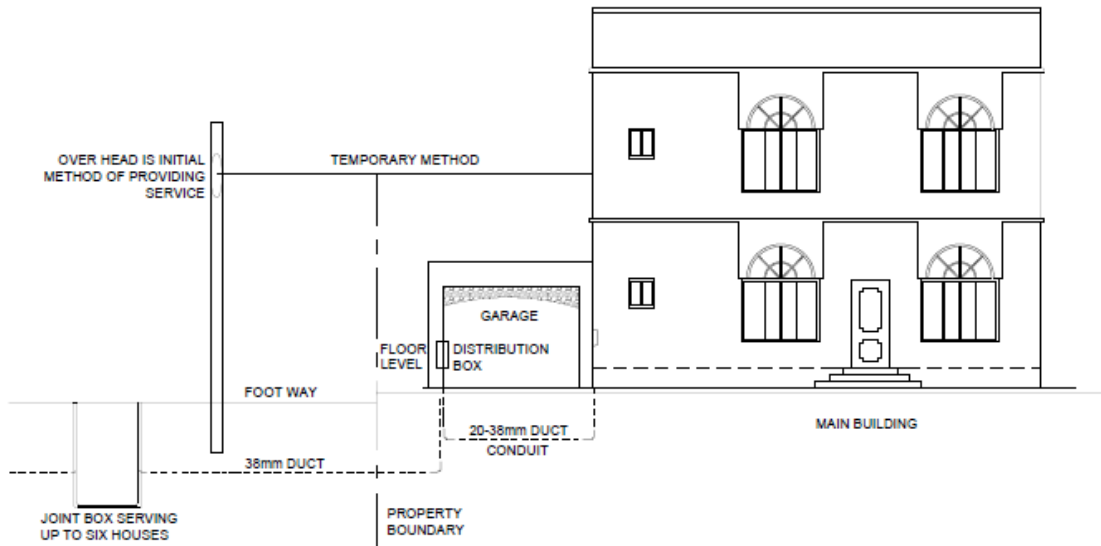 OVER HEAD IS INITIAL
METHOD OF PROVIDING
SERVICE
TEMPORARY METHOD
GARAGE
FLOOR
LEVEL
DISTRIBUTION
BOX
FOOT WAY
20-38mm DUCT
CONDUIT
MAIN BUILDING
38mm DUCT
JOINT BOX SERVING
UP TO SIX HOUSES
PROPERTY
BOUNDARY